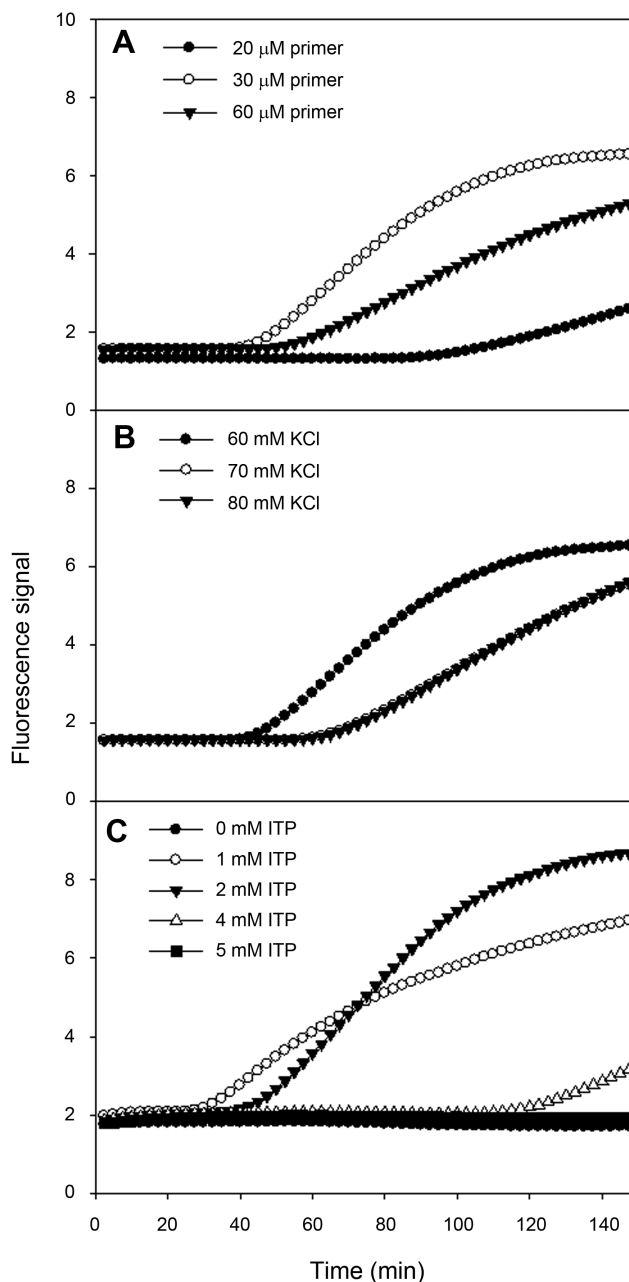 10
A
20 μM primer
30 μM primer
60 μM primer
8
6
4
2
0
B
60 mM KCl
70 mM KCl
80 mM KCl
8
6
4
2
0
Fluorescence signal
C
0 mM ITP
1 mM ITP
2 mM ITP
4 mM ITP
5 mM ITP
8
6
4
2
0
0 20 40 60 80 100 120 140
Time (min)